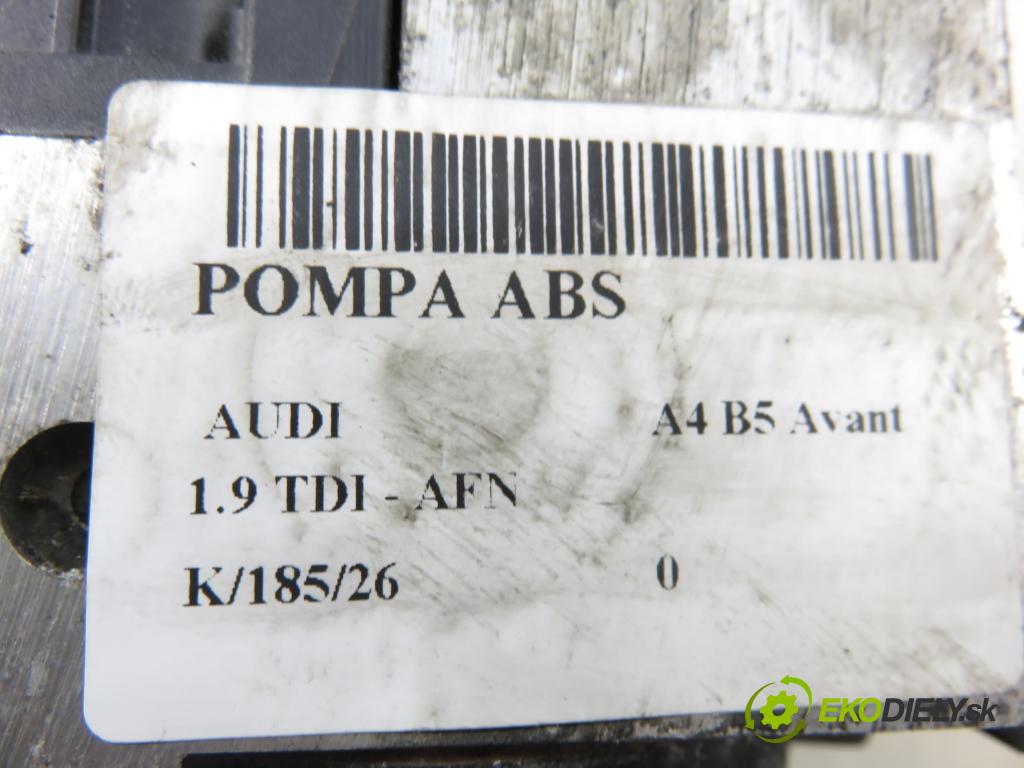 POMPA ABS
AUDI A4 B5 Avant
1.9 TDI - AFN
K/185/26 0
EKODIELY.sk